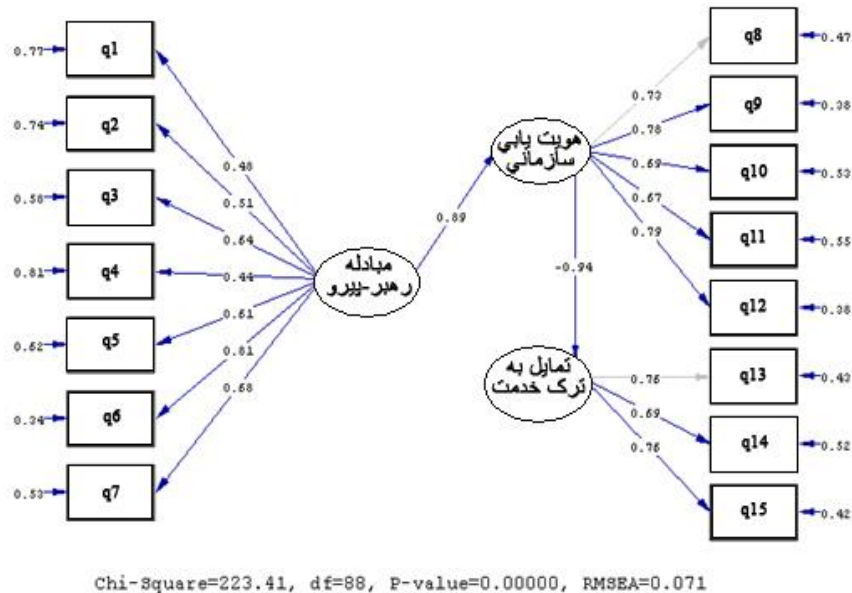 0.77
q1
0.74
q2
0.58
q3
0.81
q4
0.62
q5
0.34
q6
0.53
q7
0.48
0.51
0.64
0.44
0.61
0.81
0.68
مبادله
رهبر-پیرو
0.89
هویت یابي
سازماني
-0.94
تمایل به
ترک خدمت
0.73
0.78
0.69
0.67
0.79
0.76
0.69
0.76
q8
0.47
q9
0.38
q10
0.53
q11
0.55
q12
0.38
q13
0.43
q14
0.52
q15
0.42
Chi-Square=223.41, df=88, P-value=0.00000, RMSEA=0.071